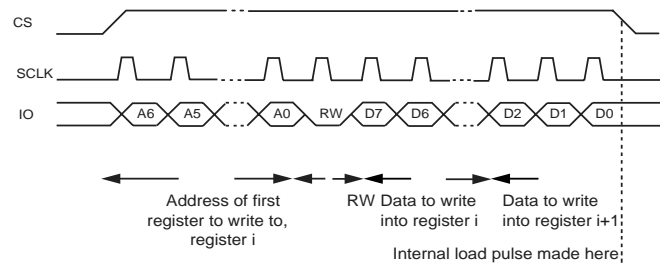 CS
SCLK
IO
A6 A5 A0 RW D7 D6 D2 D1 D0
Address of first
register to write to,
register i
RW
Data to write
into register i
Data to write
into register i+1
Internal load pulse made here